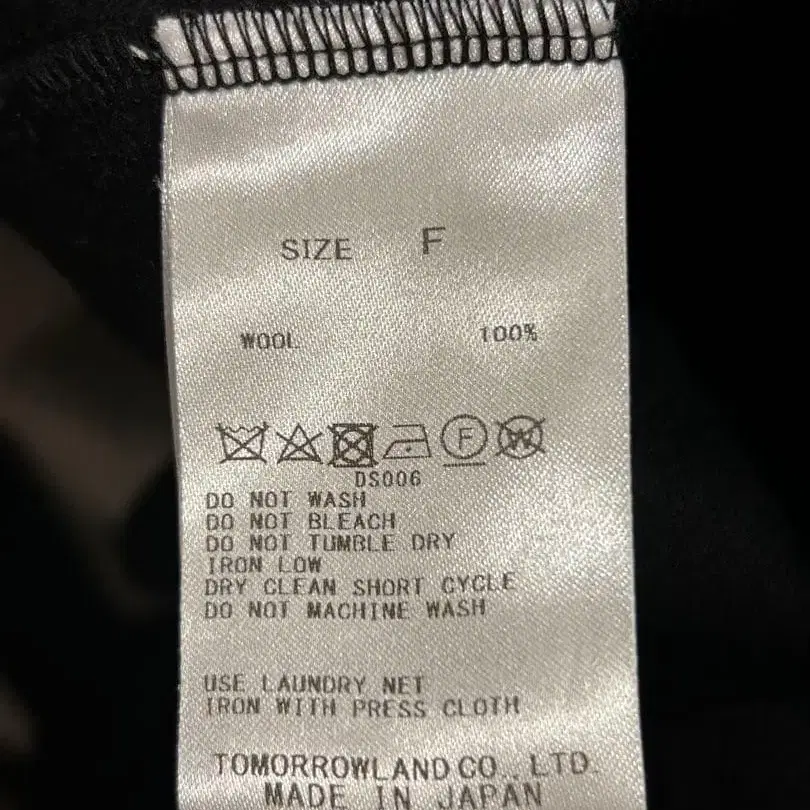 SIZE F
WOOL 100%
F W
DS006
DO NOT WASH
DO NOT BLEACH
DO NOT TUMBLE DRY
IRON LOW
DRY CLEAN SHORT CYCLE
DO NOT MACHINE WASH
USE LAUNDRY NET
IRON WITH PRESS CLOTH
TOMORROWLAND CO., LTD.
MADE IN JAPAN